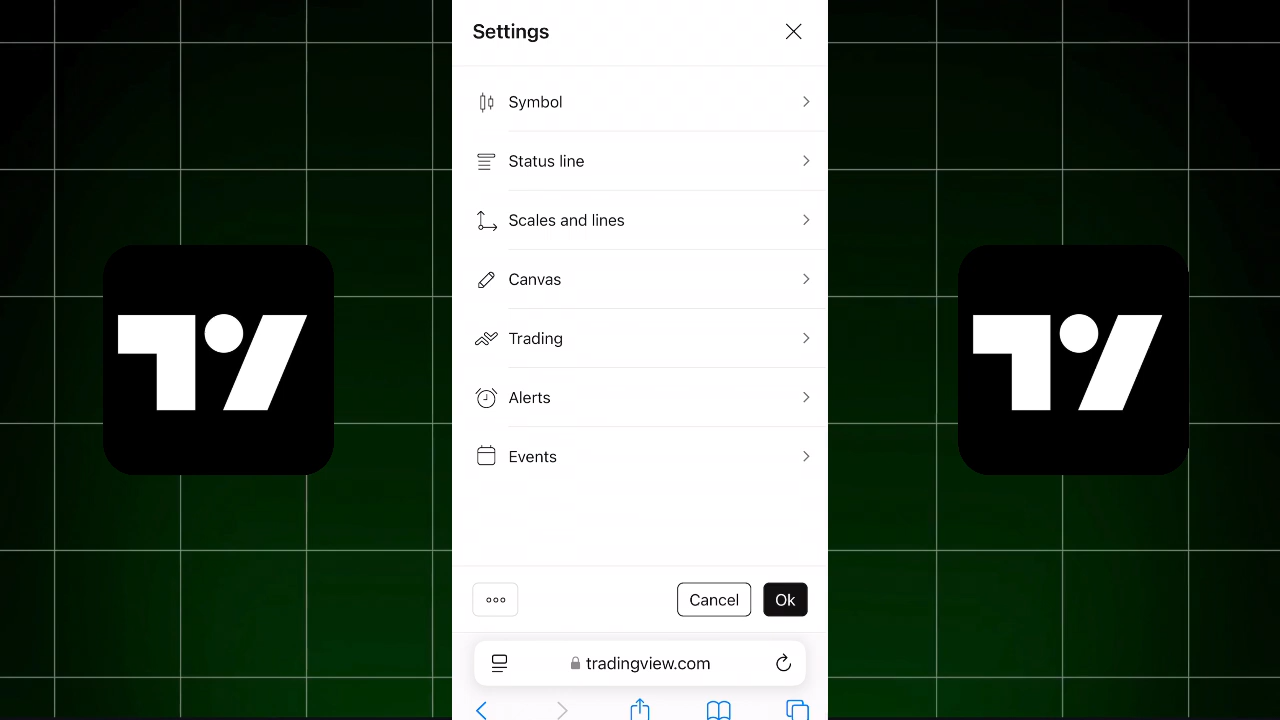 Settings
Symbol
Status line
Scales and lines
Canvas
Trading
Alerts
Events
Cancel
Ok
tradingview.com